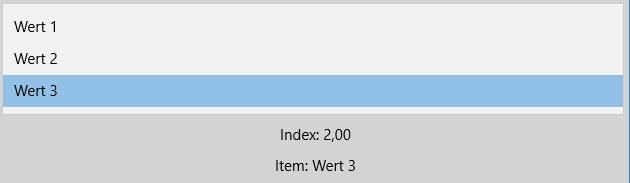 Wert 1
Wert 2
Wert 3
Index: 2,00
Item: Wert 3